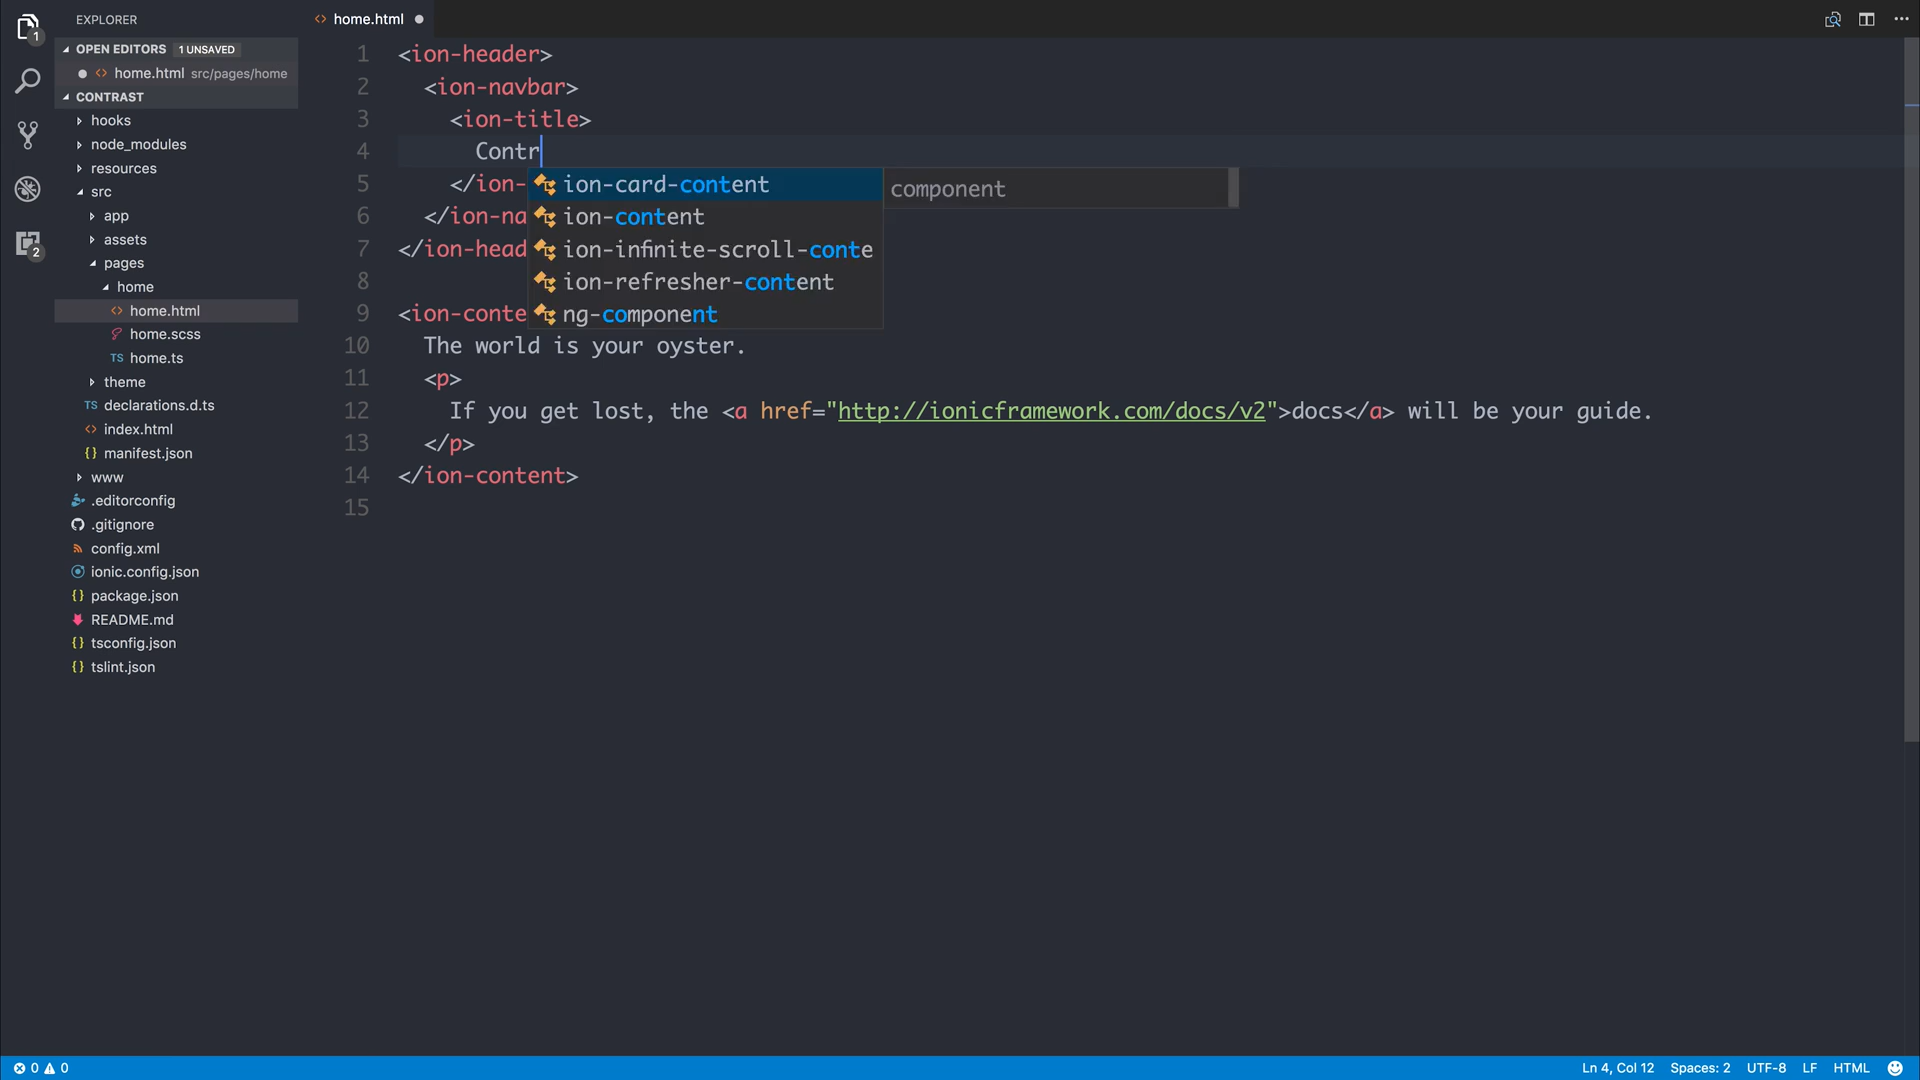 EXPLORER
OPEN EDITORS 1 UNSAVED
home.html src/pages/home
CONTRAST
hooks
node_modules
resources
src
app
assets
pages
home
home.html
home.scss
TS home.ts
theme
TS declarations.d.ts
index.html
{} manifest.json
www
.editorconfig
.gitignore
config.xml
ionic.config.json
{} package.json
README.md
{} tsconfig.json
{} tslint.json
1
2
<> home.html
1 <ion-header>
2 <ion-navbar>
3 <ion-title>
4 Contr
5 </ion-
6 </ion-na
7 </ion-head
8
9 <ion-conte
10 The world is your oyster.
11 <p>
12 If you get lost, the <a href="http://ionicframework.com/docs/v2">docs</a> will be your guide.
13 </p>
14 </ion-content>
15
ion-card-content
ion-content
ion-infinite-scroll-conte
ion-refresher-content
ng-component
component
0 0
Ln 4, Col 12 Spaces: 2 UTF-8 LF HTML